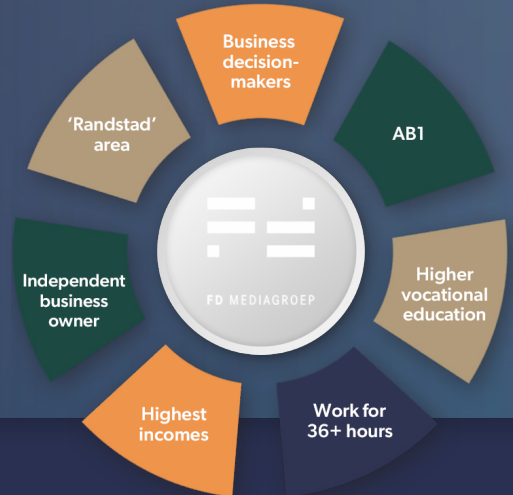 Business
decision-
makers
AB1
Higher
vocational
education
Work for
36+ hours
Highest
incomes
Independent
business
owner
‘Randstad’
area
FD MEDIAGROEP